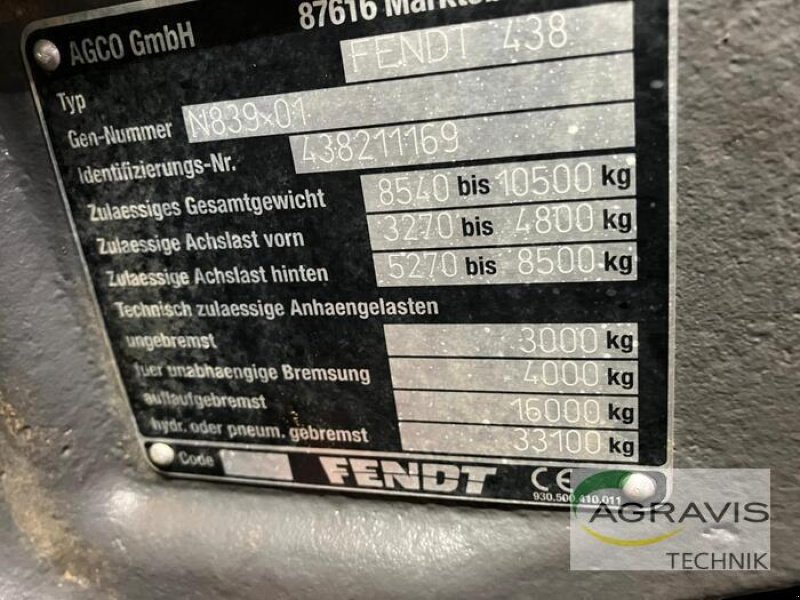 AGCO GmbH 87616
Typ FENDT 438
Gen-Nummer N839x01
Identifizierungs-Nr. 438211169
Zulaessiges Gesamtgewicht 8540 bis 10500 kg
Zulaessige Achslast vorn 3270 bis 4800 kg
Zulaessige Achslast hinten 5270 bis 8500 kg
Technisch zulaessige Anhaengelasten
ungebremst 3000 kg
fuer unabhaengige Bremsung 4000 kg
auflaufgebremst 16000 kg
hydr. oder pneum. gebremst 33100 kg
Code FENDT CE
930.500.410.011
AGRAVIS
TECHNIK